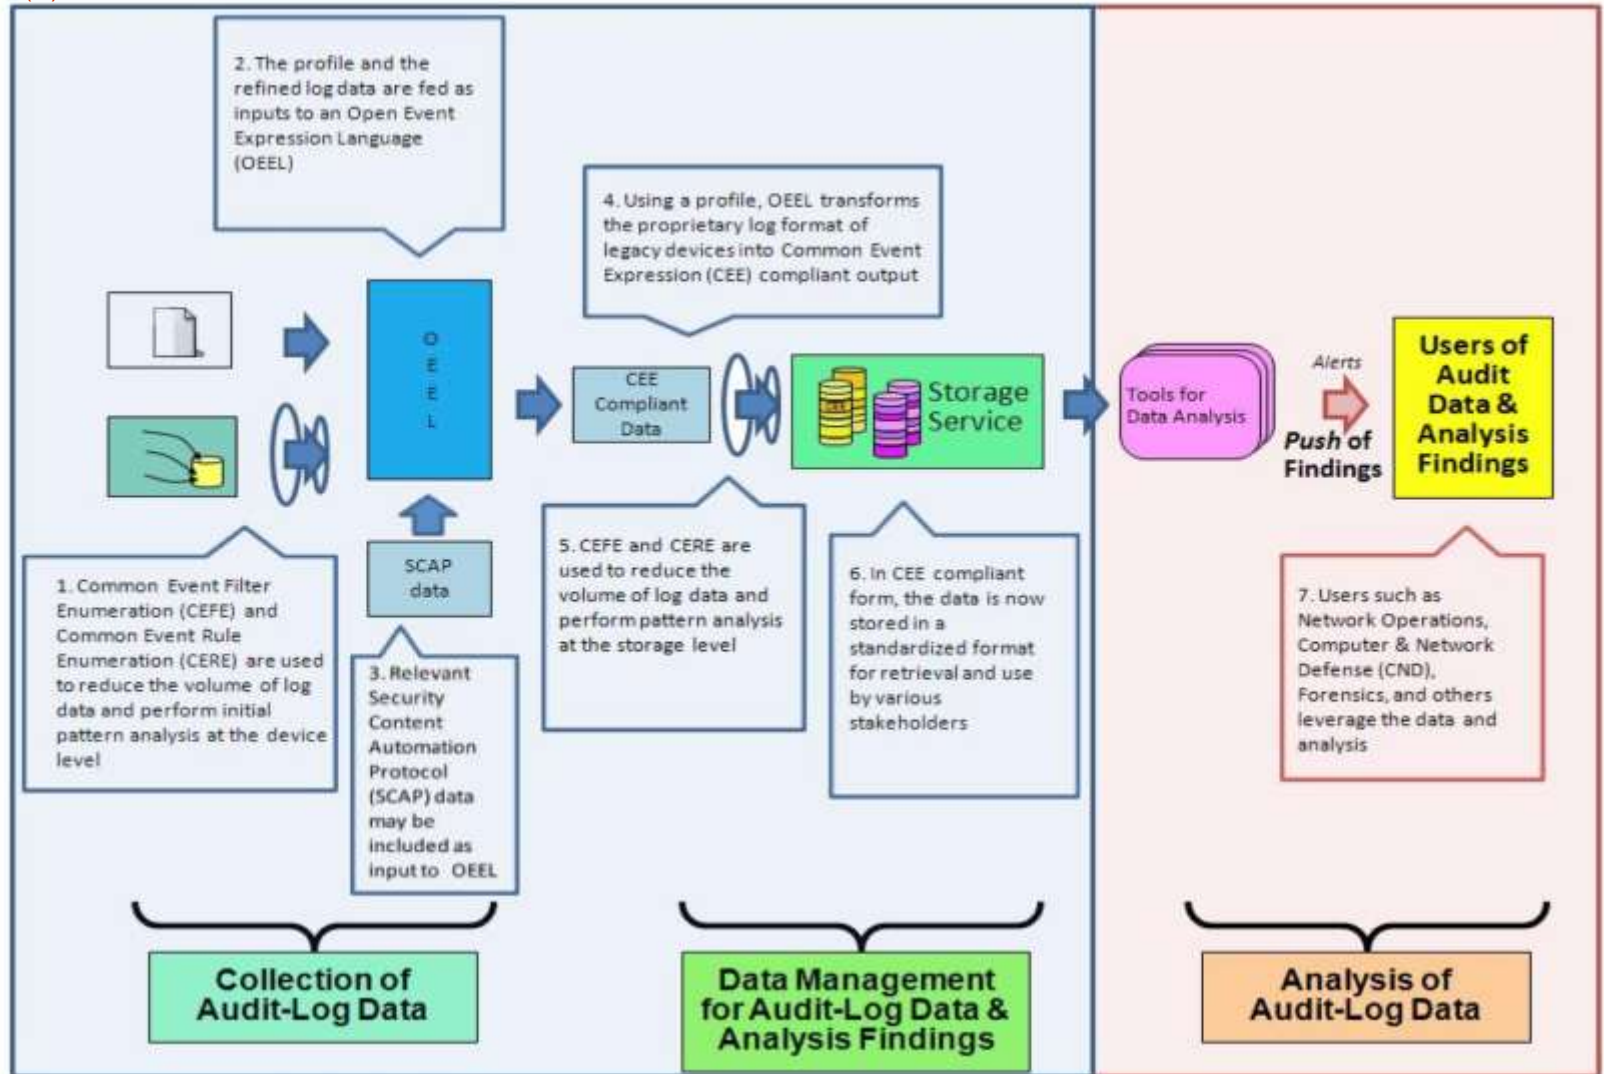 2. The profile and the
refined log data are fed as
inputs to an Open Event
Expression Language
(OEEL)
4. Using a profile, OEEL transforms
the proprietary log format of
legacy devices into Common Event
Expression (CEE) compliant output
O
E
E
L
CEE
Compliant
Data
Storage
Service
Tools for
Data Analysis
Alerts
Push of
Findings
Users of
Audit
Data &
Analysis
Findings
SCAP
data
1. Common Event Filter
Enumeration (CEFE) and
Common Event Rule
Enumeration (CERE) are used
to reduce the volume of log
data and perform initial
pattern analysis at the device
level
3. Relevant
Security
Content
Automation
Protocol
(SCAP) data
may be
included as
input to OEEL
5. CEFE and CERE are
used to reduce the
volume of log data and
perform pattern analysis
at the storage level
6. In CEE compliant
form, the data is now
stored in a
standardized format
for retrieval and use
by various
stakeholders
7. Users such as
Network Operations,
Computer & Network
Defense (CND),
Forensics, and others
leverage the data and
analysis
Collection of
Audit-Log Data
Data Management
for Audit-Log Data &
Analysis Findings
Analysis of
Audit-Log Data